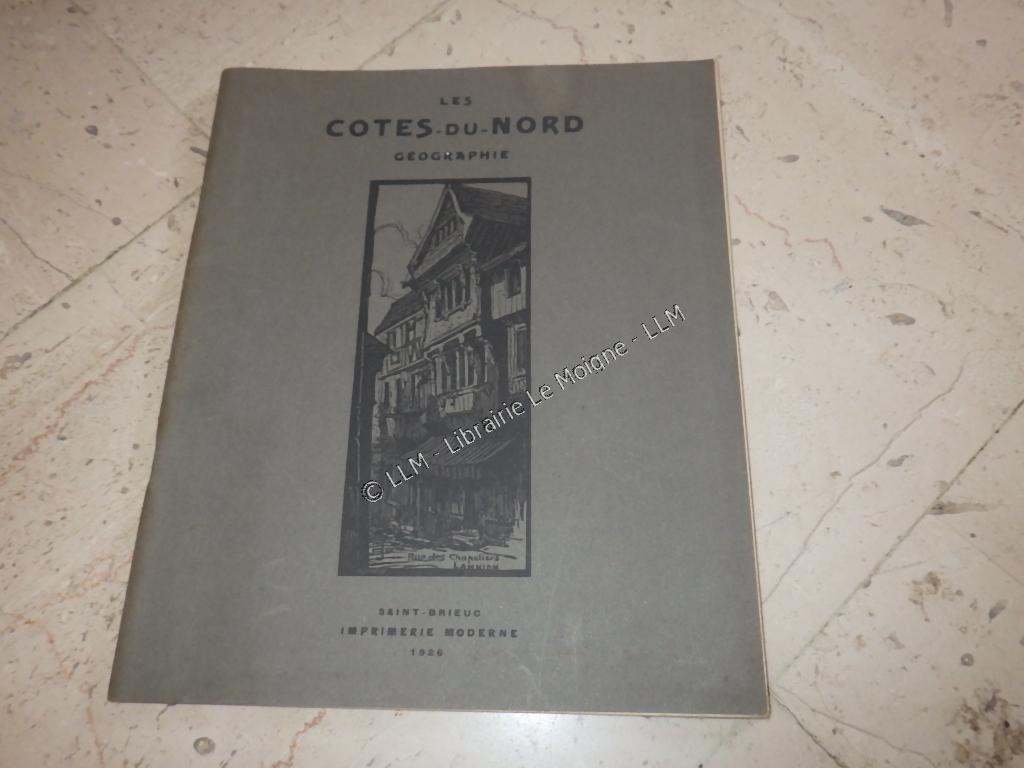 LES
COTES-DU-NORD
GÉOGRAPHIE
© LLM - Librairie Le Moigne - LLM
Rue des Chapeliers
LANNION
SAINT-BRIEUC
IMPRIMERIE MODERNE
1926